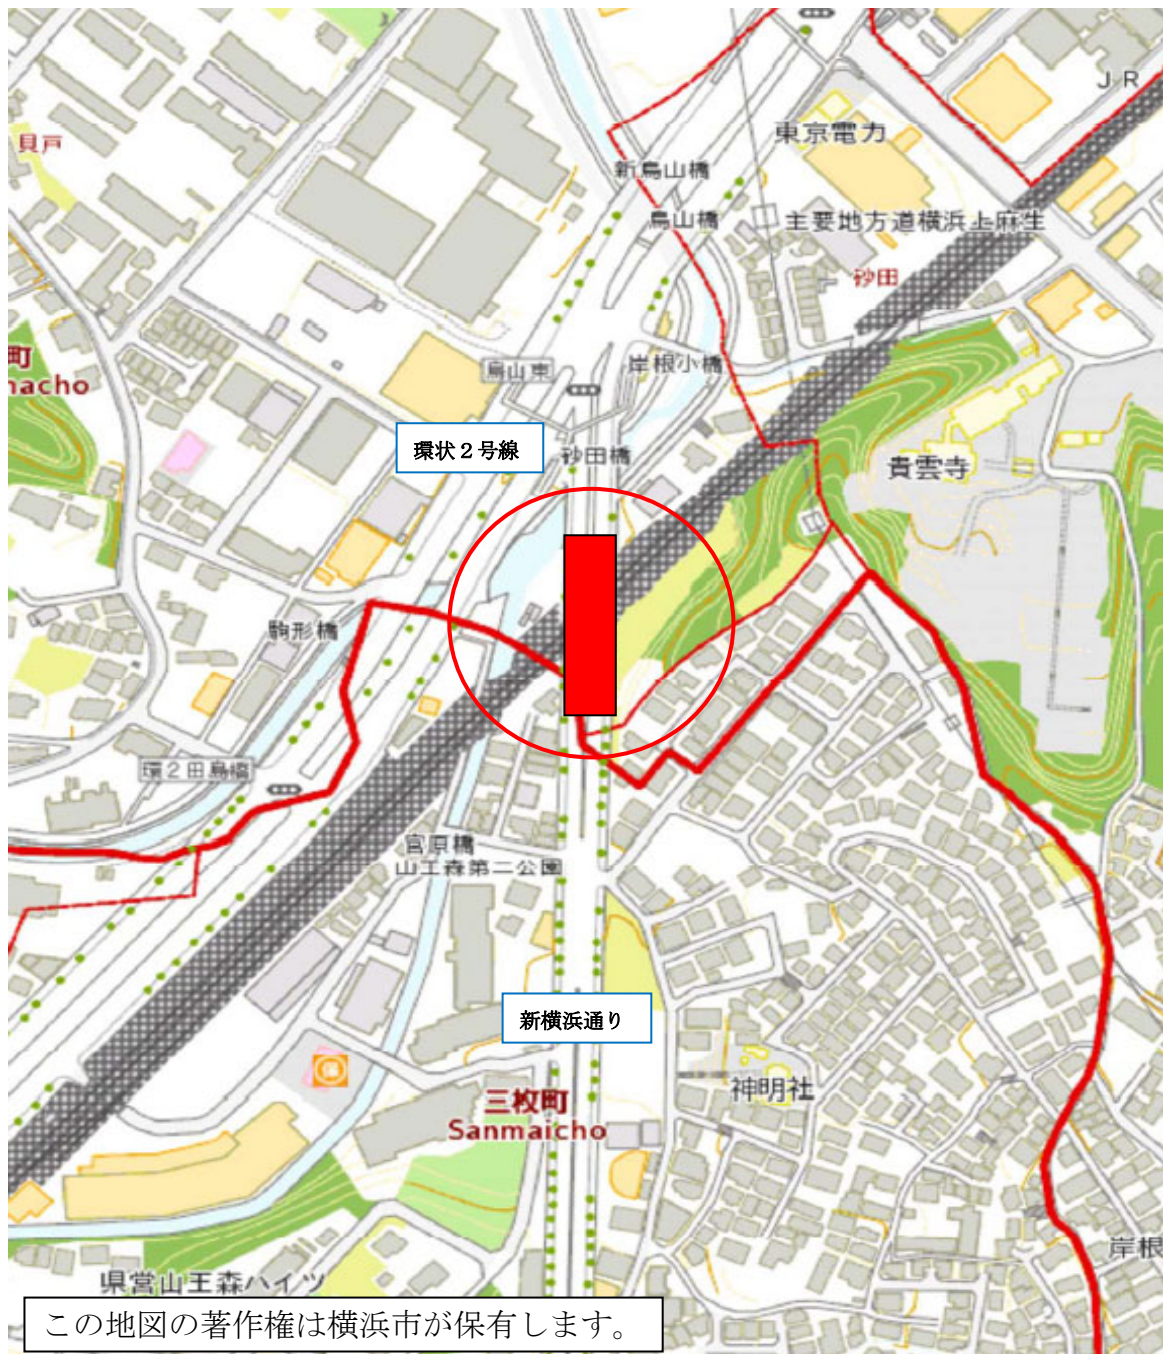 JR
貝戸
東京電力
新鳥山橋
鳥山橋
主要地方道横浜上麻生
砂田
町
macho
鳥山東
岸根小橋
環状2号線
砂田橋
貴雲寺
駒形橋
環2田島橋
宮原橋
山王森第二公園
新横浜通り
神明社
三枚町
Sanmaicho
岸根
県営山王森ハイツ
この地図の著作権は横浜市が保有します。